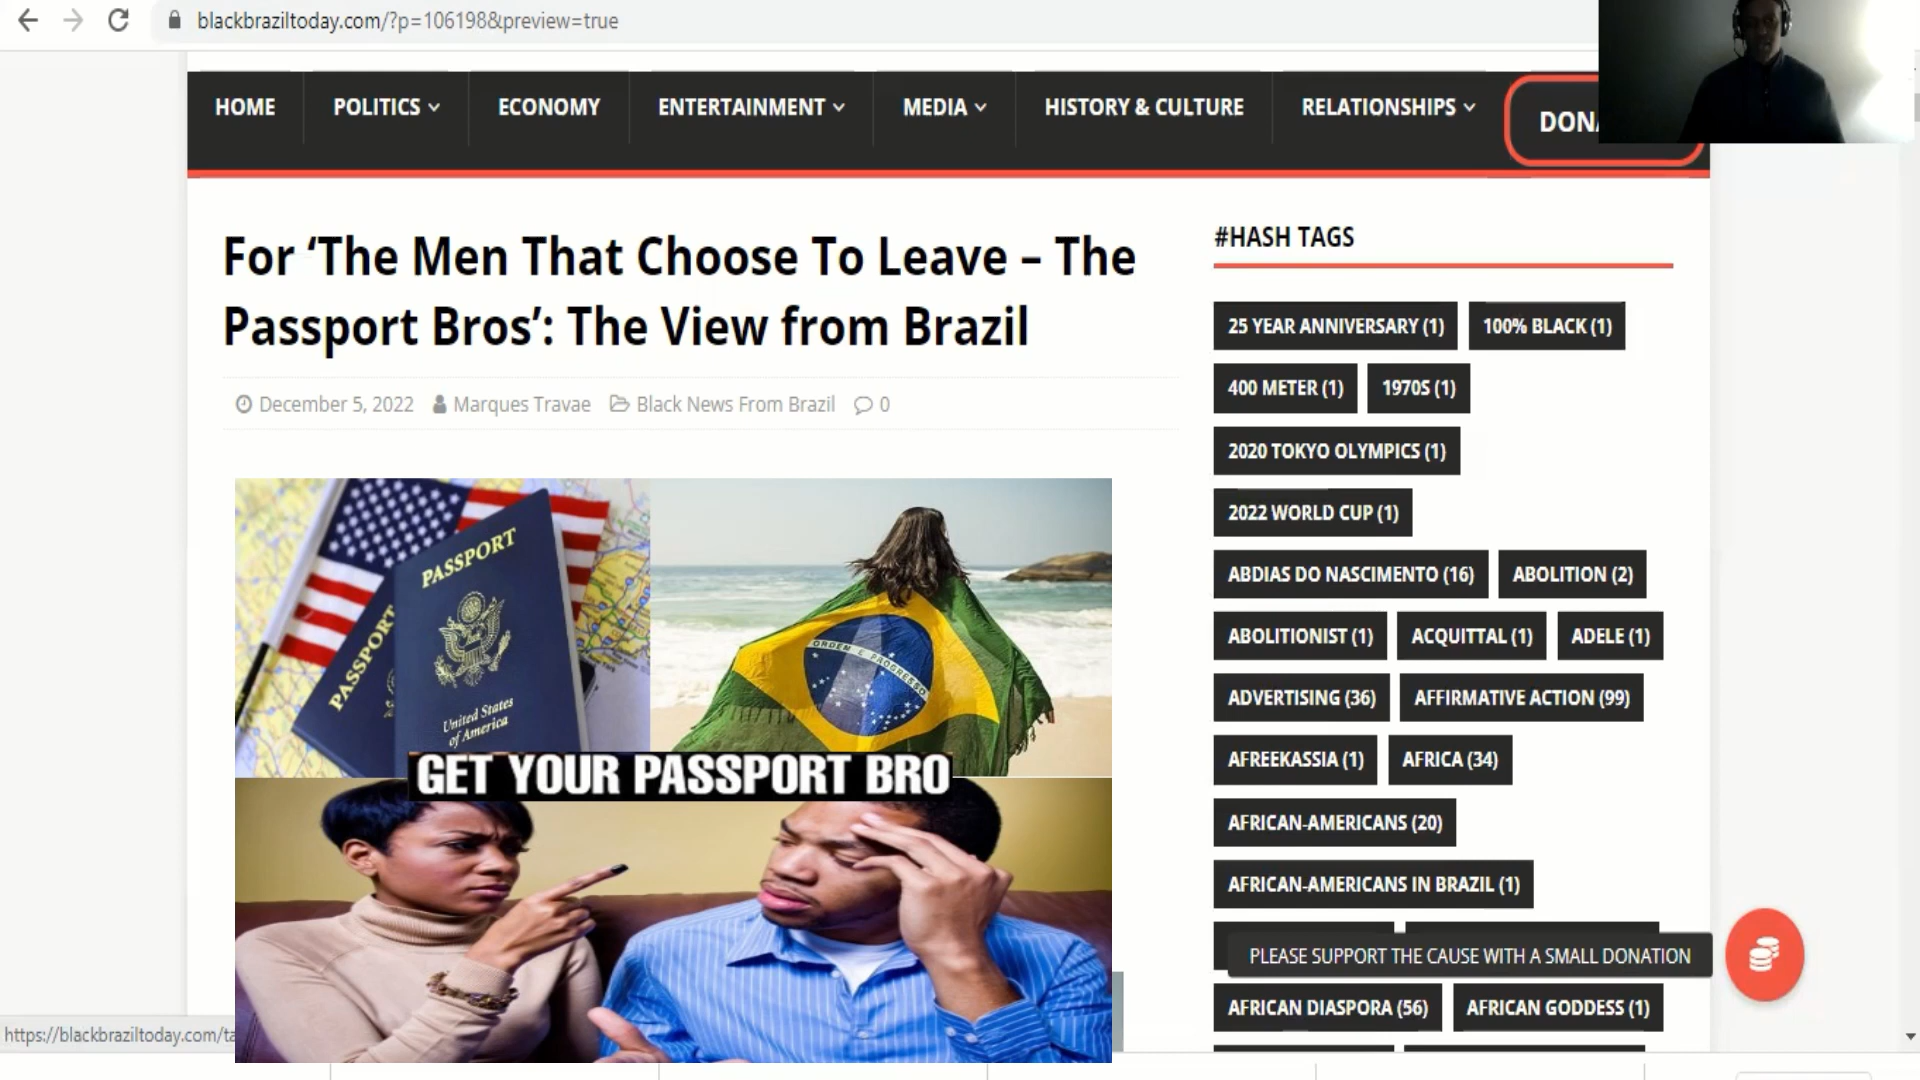 blackbraziltoday.com/?p=106198&preview=true
HOME POLITICS ECONOMY ENTERTAINMENT MEDIA HISTORY & CULTURE RELATIONSHIPS
For ‘The Men That Choose To Leave – The
Passport Bros’: The View from Brazil
December 5, 2022 Marques Travae Black News From Brazil 0
PASSPORT
PASSPORT
United States
of America
ORDEM E PROGRESSO
GET YOUR PASSPORT BRO
#HASH TAGS
25 YEAR ANNIVERSARY (1) 100% BLACK (1)
400 METER (1) 1970S (1)
2020 TOKYO OLYMPICS (1)
2022 WORLD CUP (1)
ABDIAS DO NASCIMENTO (16) ABOLITION (2)
ABOLITIONIST (1) ACQUITTAL (1) ADELE (1)
ADVERTISING (36) AFFIRMATIVE ACTION (99)
AFREEKASSIA (1) AFRICA (34)
AFRICAN-AMERICANS (20)
AFRICAN-AMERICANS IN BRAZIL (1)
PLEASE SUPPORT THE CAUSE WITH A SMALL DONATION
AFRICAN DIASPORA (56) AFRICAN GODDESS (1)
https://blackbraziltoday.com/ta